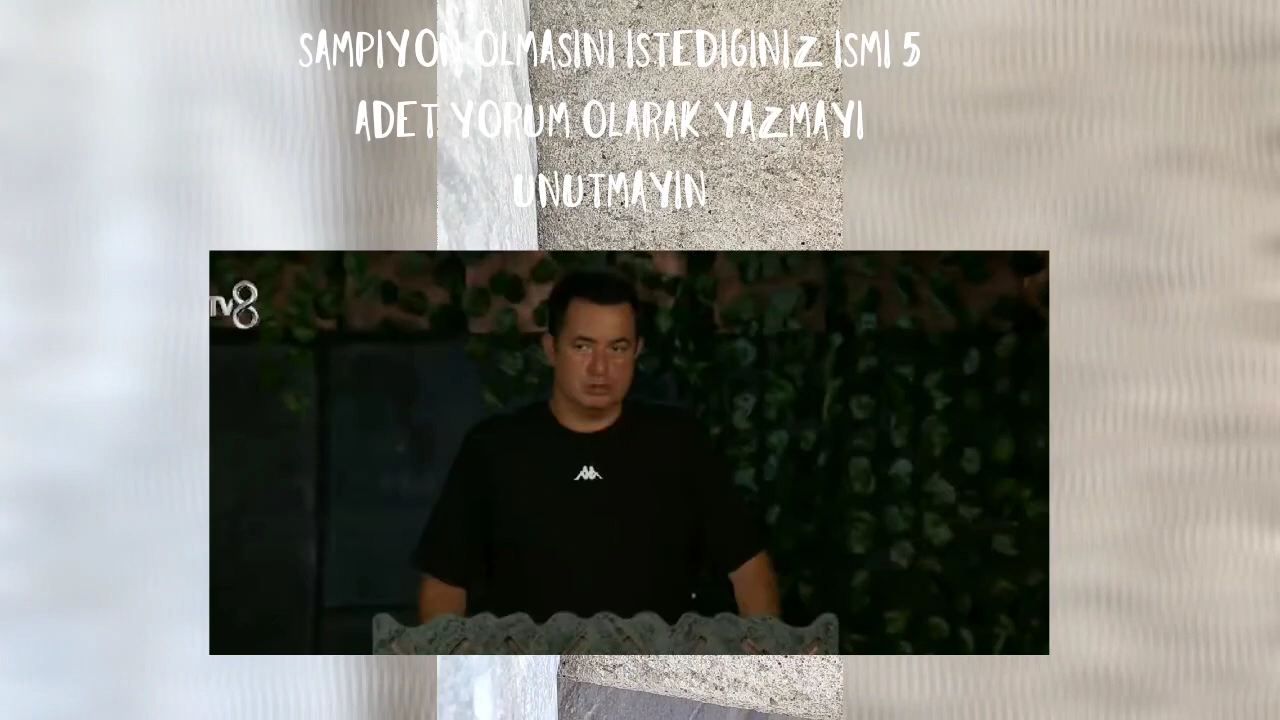 SAMPIYON OLMASINI ISTEDIGINIZ ISMI 5
ADET YORUM OLARAK YAZMAYI
UNUTMAYIN
TV8